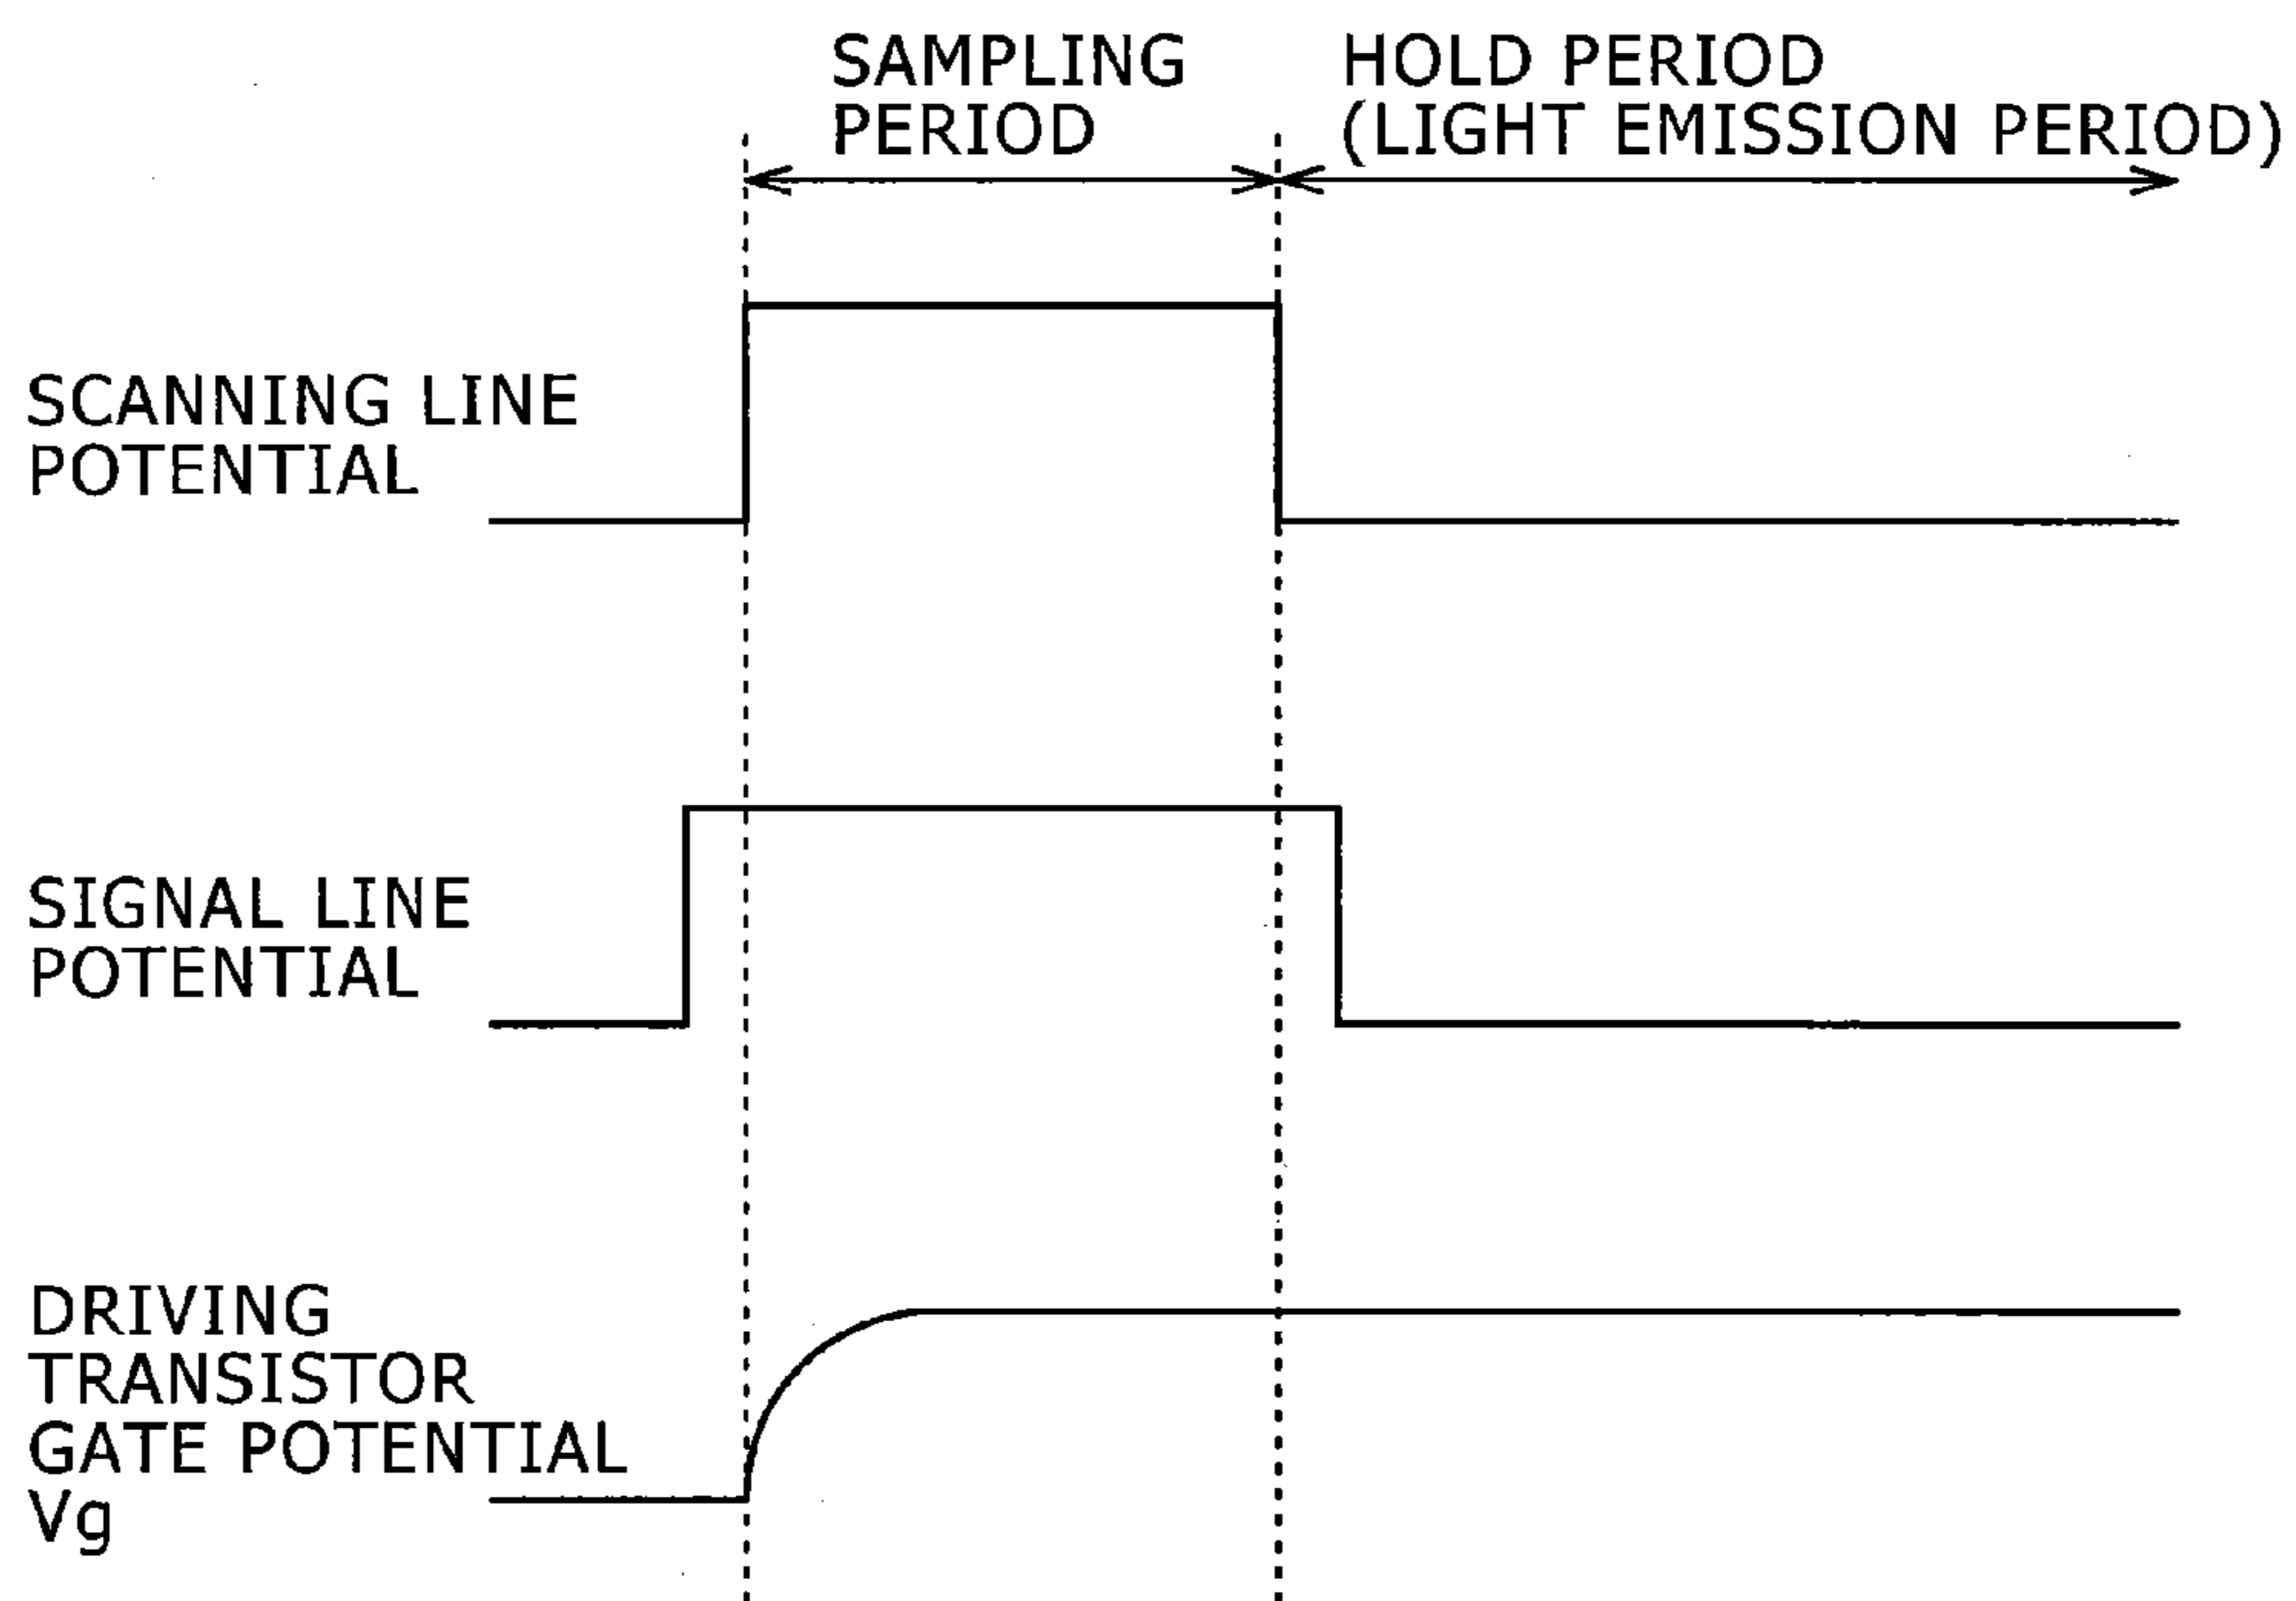 SAMPLING
PERIOD
HOLD PERIOD
(LIGHT EMISSION PERIOD)
SCANNING LINE
POTENTIAL
SIGNAL LINE
POTENTIAL
DRIVING
TRANSISTOR
GATE POTENTIAL
Vg